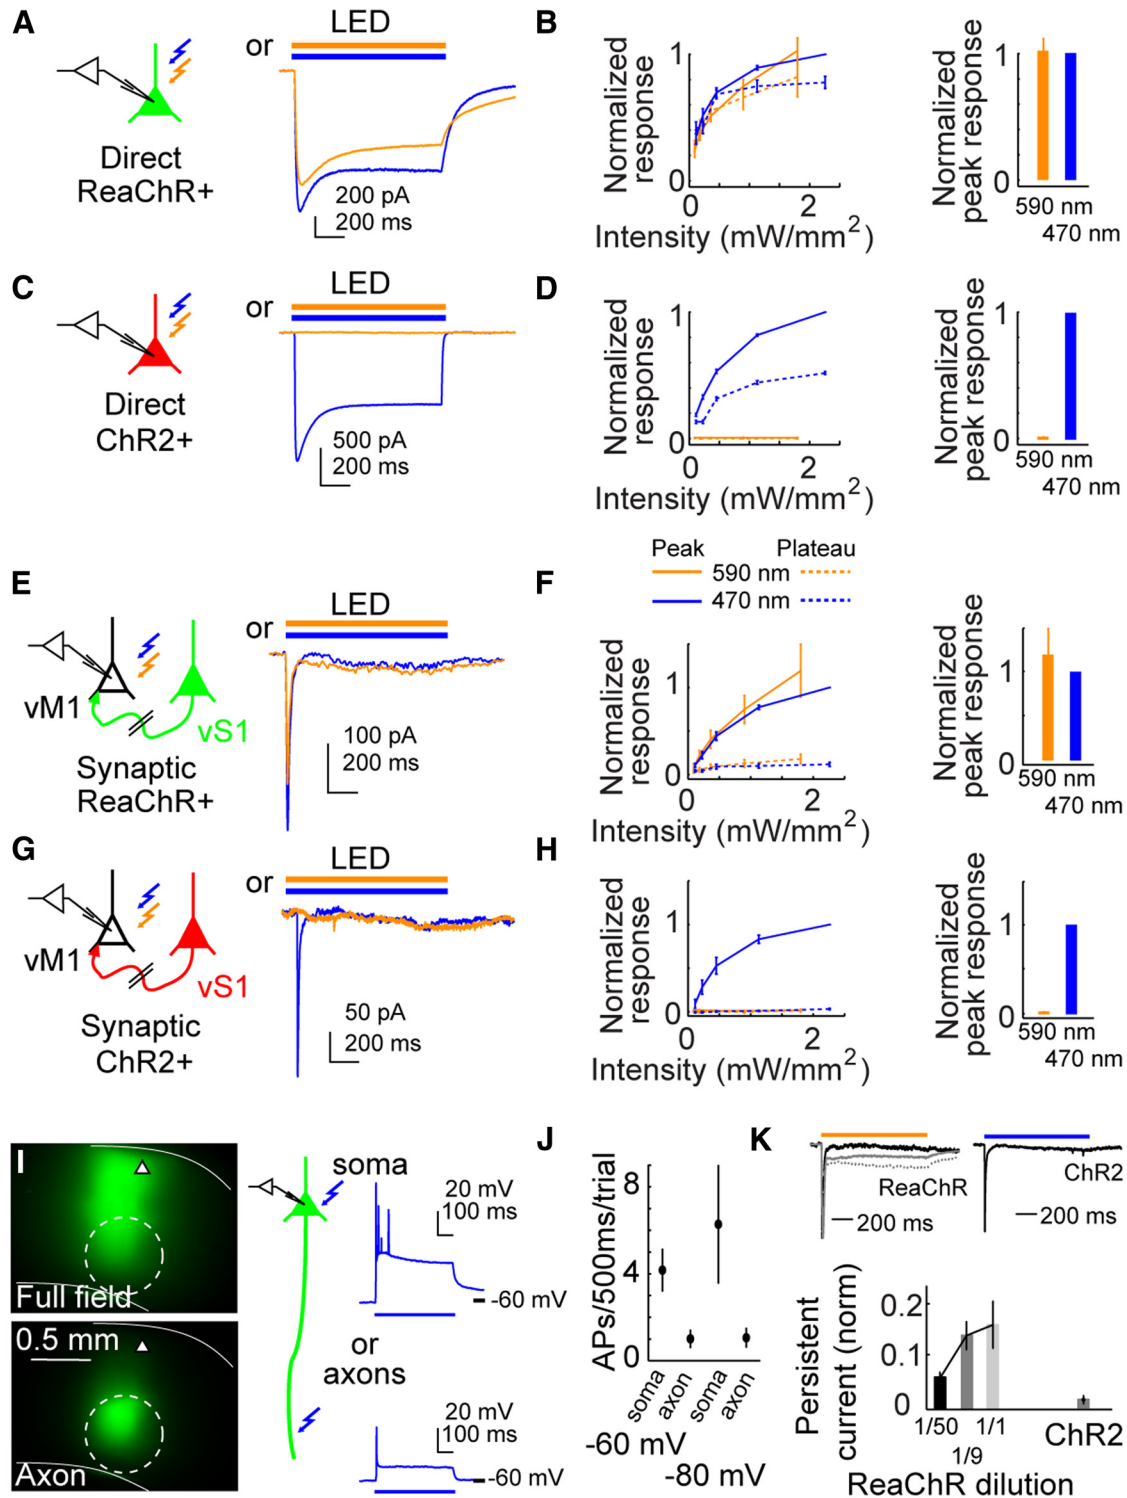 A
Direct
ReaChR+
LED
or
200 pA
200 ms
B
Normalized
response
1
0
0
2
Intensity (mW/mm2)
Normalized
peak response
1
0
590 nm
470 nm
C
Direct
ChR2+
LED
or
500 pA
200 ms
D
Normalized
response
1
0
0
2
Intensity (mW/mm2)
Normalized
peak response
1
0
590 nm
470 nm
Peak
Plateau
590 nm
470 nm
E
vM1
vS1
Synaptic
ReaChR+
LED
or
100 pA
200 ms
F
Normalized
response
1
0
0
2
Intensity (mW/mm2)
Normalized
peak response
1
0
590 nm
470 nm
G
vM1
vS1
Synaptic
ChR2+
LED
or
50 pA
200 ms
H
Normalized
response
1
0
0
2
Intensity (mW/mm2)
Normalized
peak response
1
0
590 nm
470 nm
I
Full field
0.5 mm
Axon
soma
20 mV
100 ms
-60 mV
or
axons
20 mV
100 ms
-60 mV
J
APs/500ms/trial
8
4
0
soma
axon
soma
axon
-60 mV
-80 mV
K
ReaChR
200 ms
ChR2
200 ms
Persistent
current (norm)
0.2
0.1
0
1/50
1/9
1/1
ChR2
ReaChR dilution